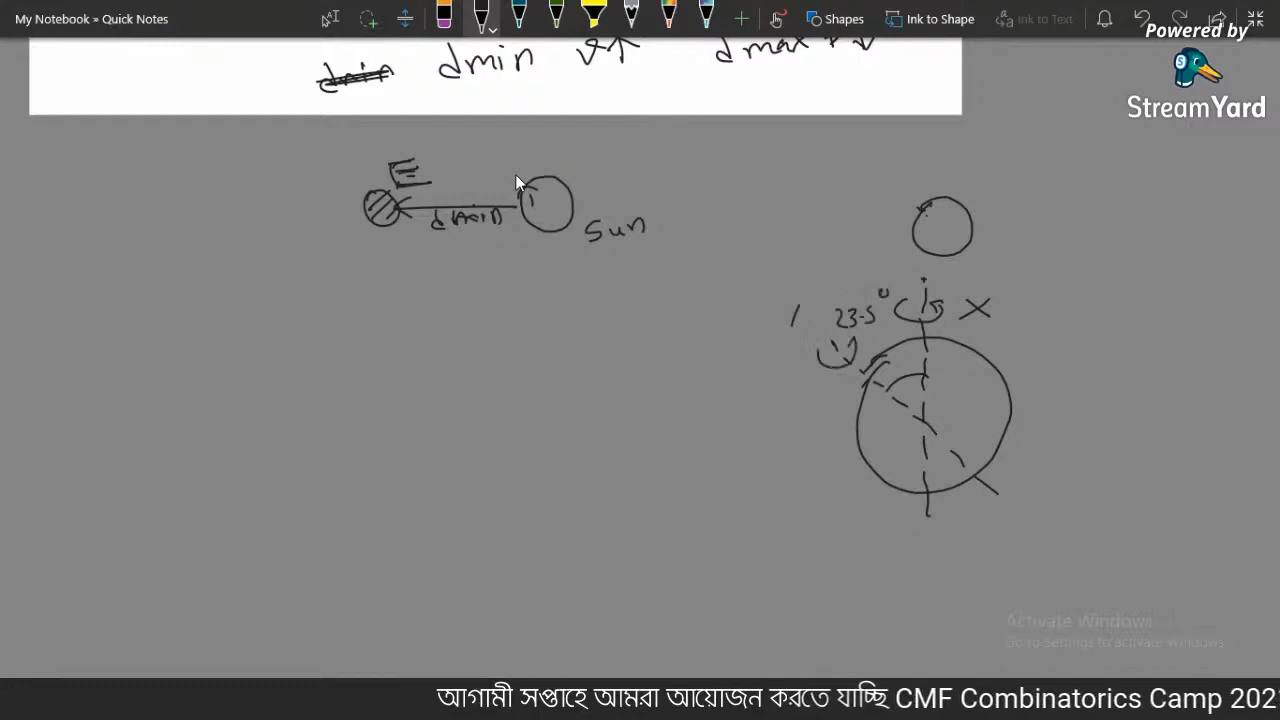 My Notebook » Quick Notes
Shapes Ink to Shape Ink to Text
Powered by
StreamYard
dmin v↑ dmax
E
dmin
Sun
23.5° X
Activate Windows
Go to Settings to activate Windows.
আগামী সপ্তাহে আমরা আয়োজন করতে যাচ্ছি CMF Combinatorics Camp 202